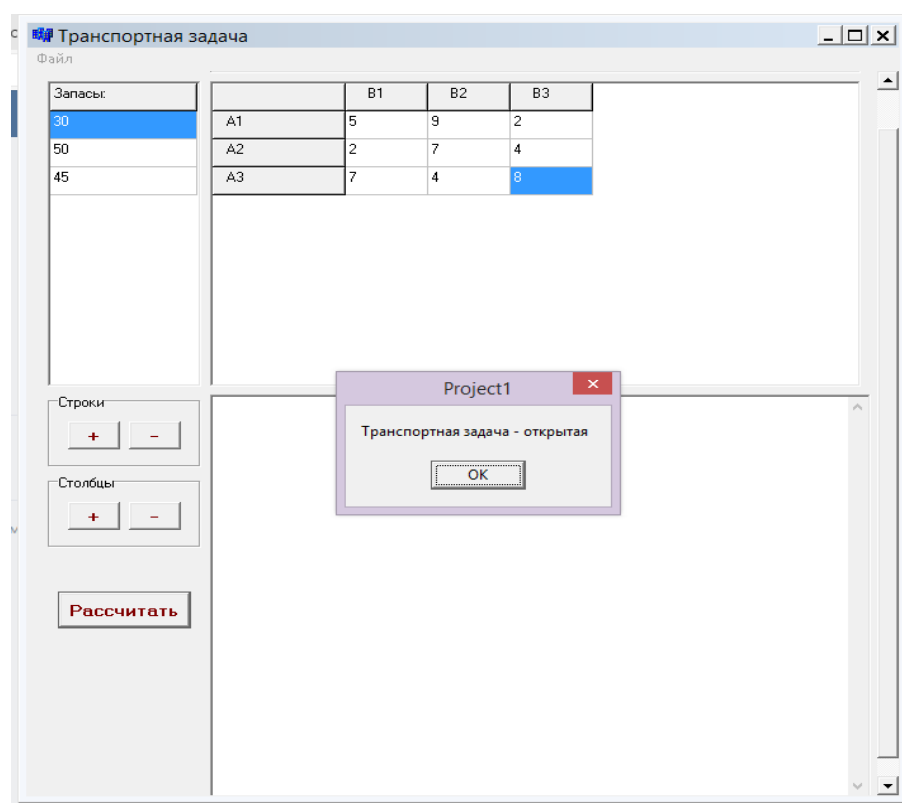 Транспортная задача
Файл
Запасы:
30
50
45
B1 B2 B3
A1 5 9 2
A2 2 7 4
A3 7 4 8
Project1
Транспортная задача - открытая
OK
Строки
+ -
Столбцы
+ -
Рассчитать